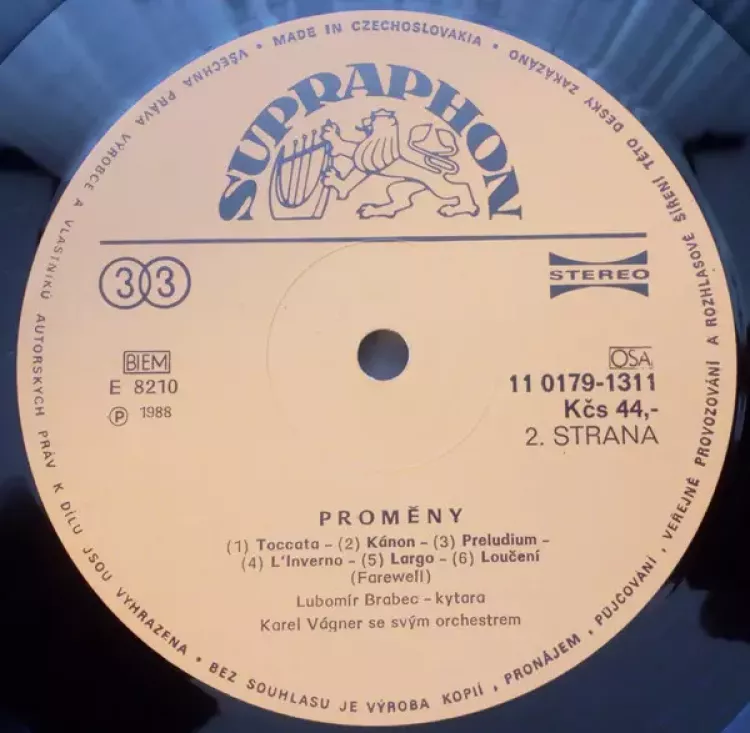 SUPRAPHON
33
STEREO
BIEM
E 8210
Ⓟ 1988
OSA
11 0179-1311
Kčs 44,-
2. STRANA
PROMĚNY
(1) Toccata – (2) Kánon – (3) Preludium –
(4) L'Inverno – (5) Largo – (6) Loučení
(Farewell)
Lubomír Brabec – kytara
Karel Vágner se svým orchestrem
VŠECHNA PRÁVA VÝROBCE A VLASTNÍKŮ AUTORSKÝCH PRÁV K DÍLU JSOU VYHRAZENA • BEZ SOUHLASU JE VÝROBA KOPIÍ , PRONÁJEM , PŮJČOVÁNÍ , VEŘEJNÉ PROVOZOVÁNÍ A ROZHLASOVÉ ŠÍŘENÍ TÉTO DESKY ZAKÁZÁNO • MADE IN CZECHOSLOVAKIA •